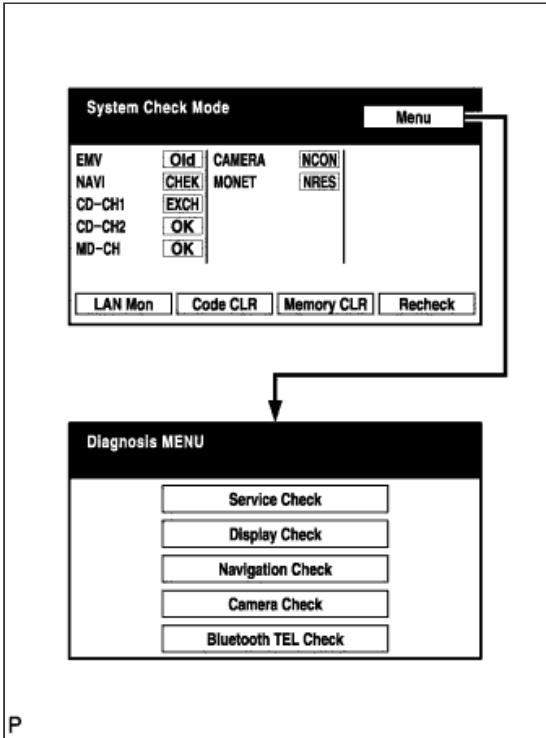 System Check Mode
Menu
EMV Old CAMERA NCON
NAVI CHEK MONET NRES
CD-CH1 EXCH
CD-CH2 OK
MD-CH OK
LAN Mon Code CLR Memory CLR Recheck
Diagnosis MENU
Service Check
Display Check
Navigation Check
Camera Check
Bluetooth TEL Check
P